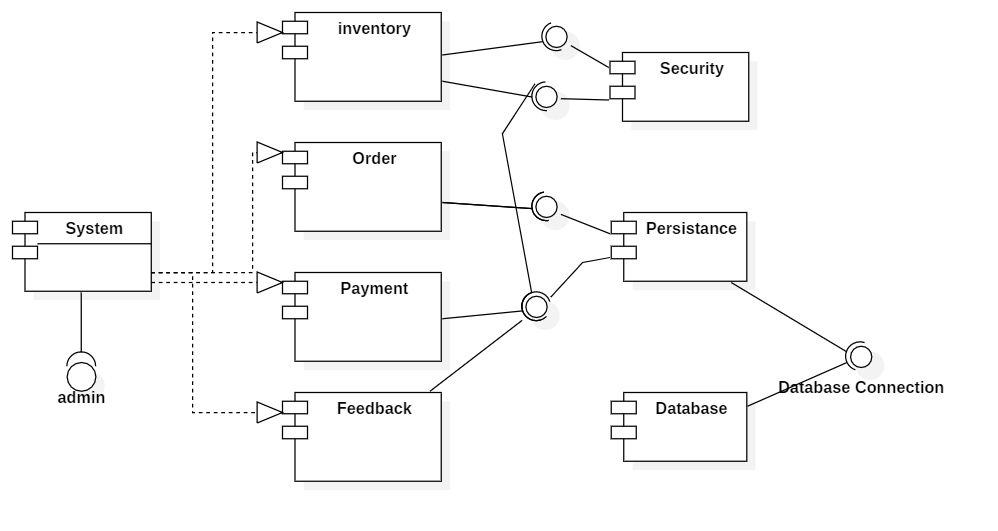 inventory
Security
Order
System
Persistance
Payment
admin
Database Connection
Feedback
Database